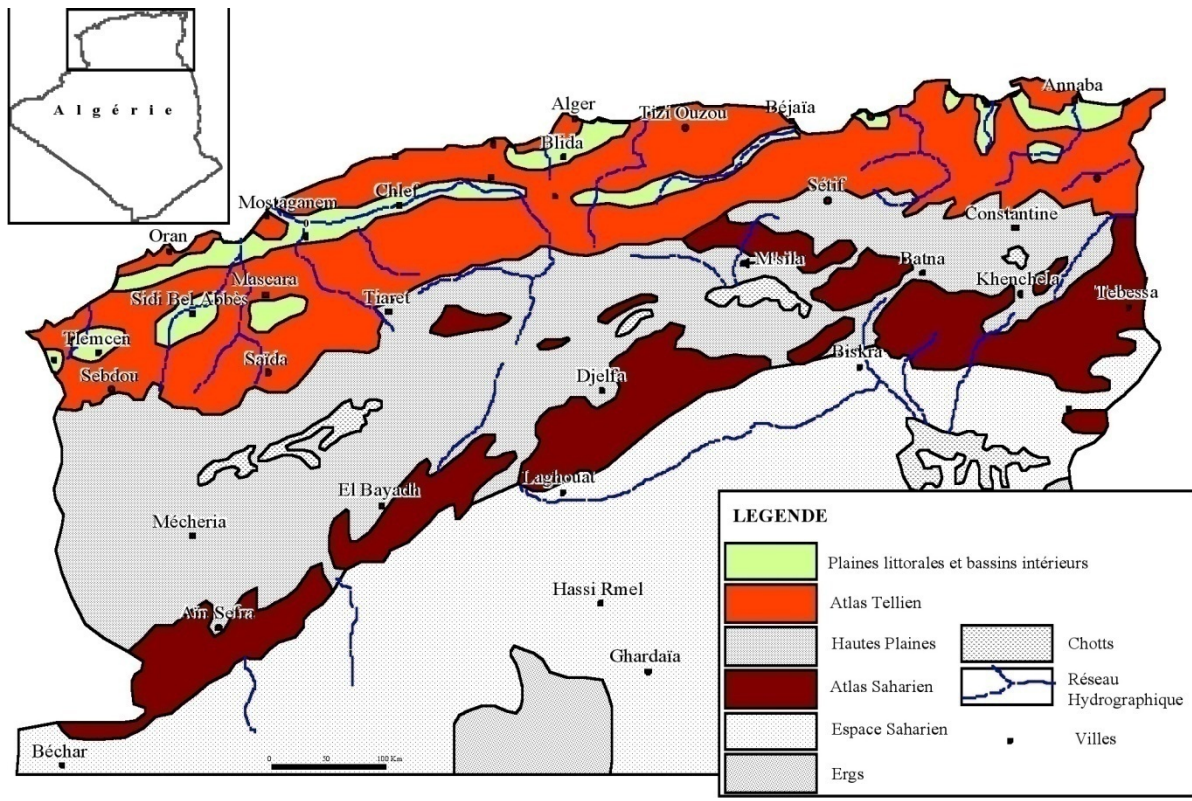 Algérie
Annaba
Alger
Tizi Ouzou
Béjaïa
Blida
Chlef
Sétif
Mostaganem
Constantine
Oran
M'sila
Batna
Mascara
Khenchela
Sidi Bel Abbès
Tiaret
Tebessa
Tlemcen
Saïda
Biskra
Sebdou
Djelfa
Laghouat
El Bayadh
Mécheria
Hassi Rmel
Aïn Sefra
Ghardaïa
Béchar
0 100 Km
LEGENDE
Plaines littorales et bassins intérieurs
Atlas Tellien
Hautes Plaines
Atlas Saharien
Espace Saharien
Ergs
Chotts
Réseau
Hydrographique
Villes